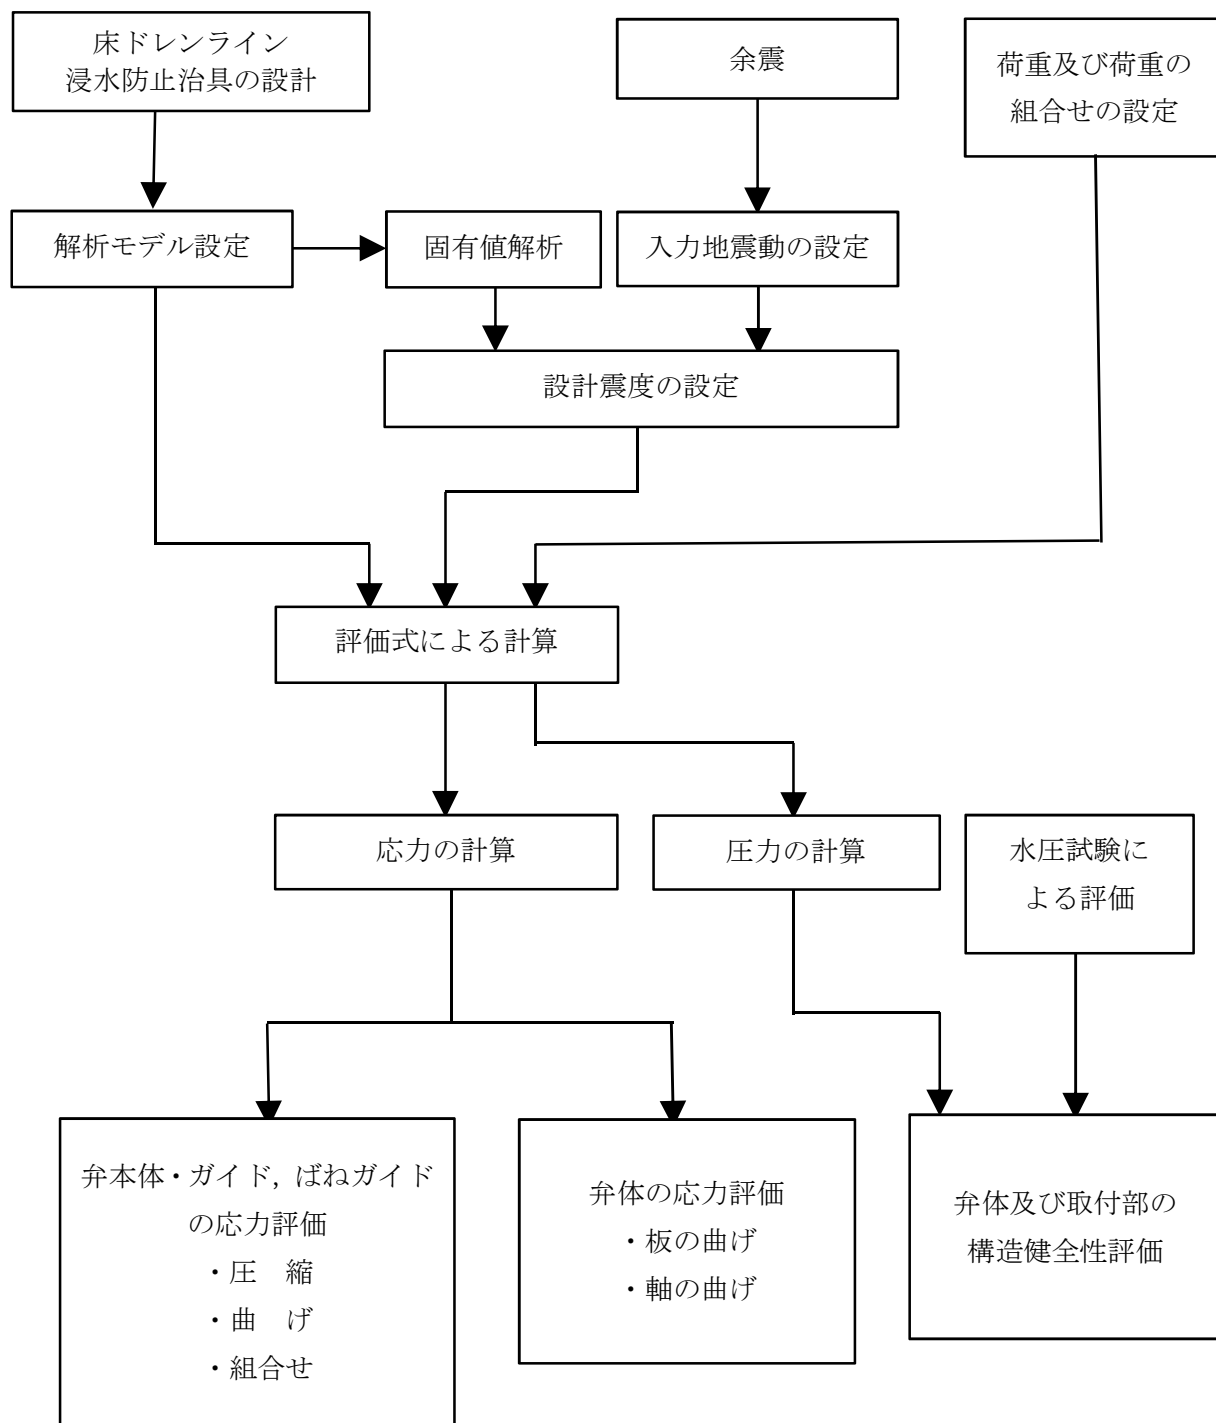 床ドレンライン
浸水防止治具の設計
余震
荷重及び荷重の
組合せの設定
解析モデル設定
固有値解析
入力地震動の設定
設計震度の設定
評価式による計算
応力の計算
圧力の計算
水圧試験に
よる評価
弁本体・ガイド，ばねガイド
の応力評価
・圧　縮
・曲　げ
・組合せ
弁体の応力評価
・板の曲げ
・軸の曲げ
弁体及び取付部の
構造健全性評価